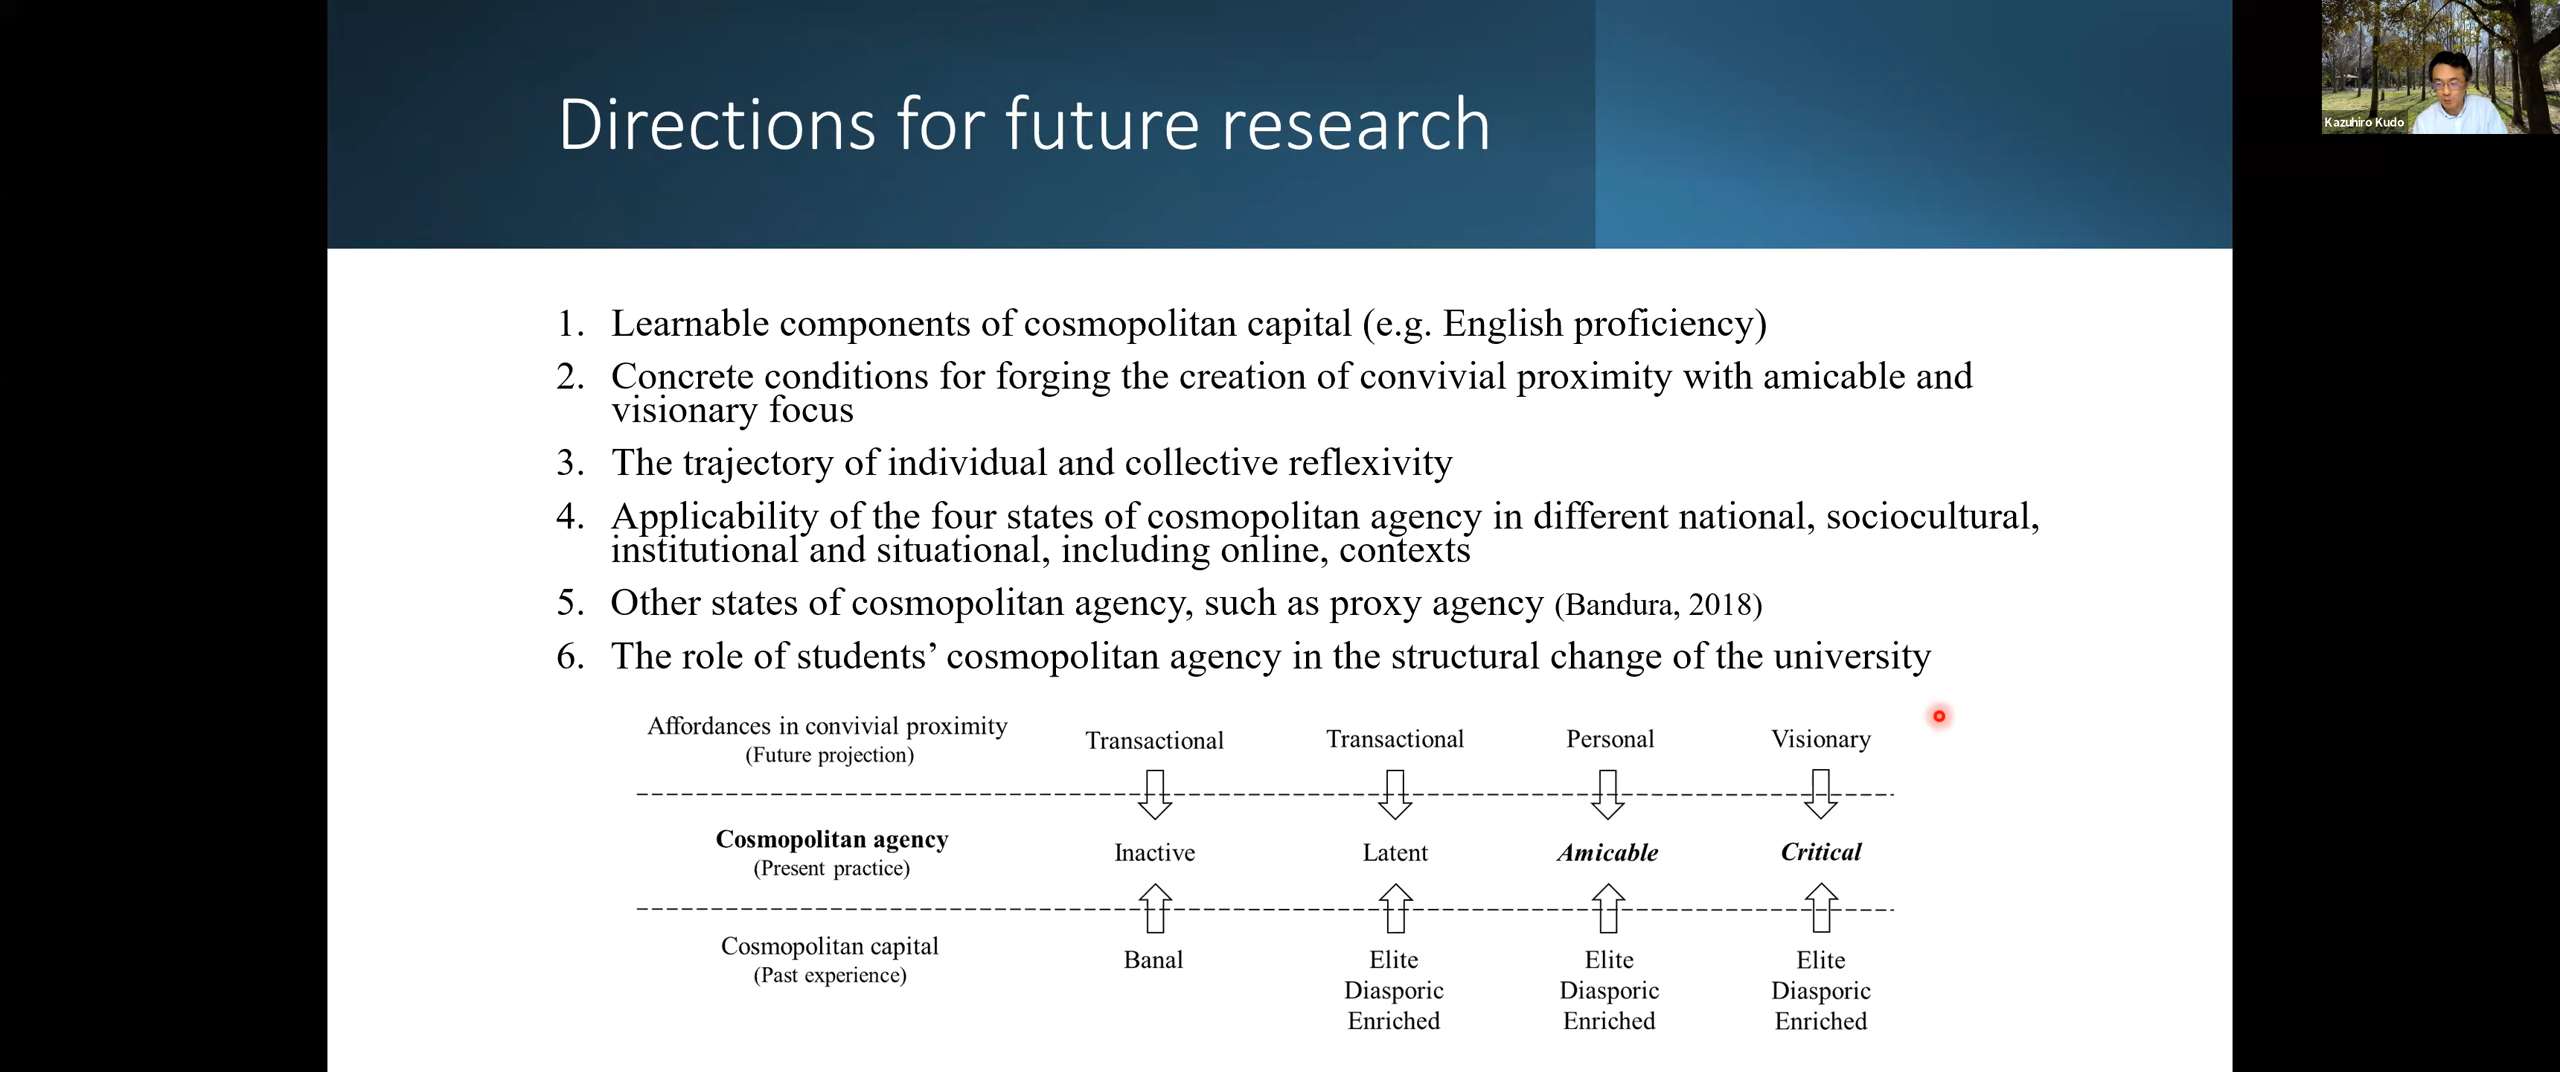 Directions for future research
Kazuhiro Kudo
1. Learnable components of cosmopolitan capital (e.g. English proficiency)
2. Concrete conditions for forging the creation of convivial proximity with amicable and
visionary focus
3. The trajectory of individual and collective reflexivity
4. Applicability of the four states of cosmopolitan agency in different national, sociocultural,
institutional and situational, including online, contexts
5. Other states of cosmopolitan agency, such as proxy agency (Bandura, 2018)
6. The role of students’ cosmopolitan agency in the structural change of the university
Affordances in convivial proximity
(Future projection)
Transactional
Transactional
Personal
Visionary
Cosmopolitan agency
(Present practice)
Inactive
Latent
Amicable
Critical
Cosmopolitan capital
(Past experience)
Banal
Elite
Diasporic
Enriched
Elite
Diasporic
Enriched
Elite
Diasporic
Enriched